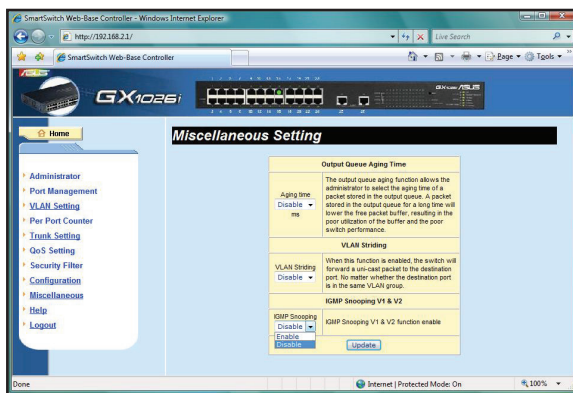 SmartSwitch Web-Base Controller - Windows Internet Explorer
http://192.168.2.1/
Live Search
SmartSwitch Web-Base Controller
Page
Tools
ASUS
GX1026i
ASUS
Home
Miscellaneous Setting
Administrator
Port Management
VLAN Setting
Per Port Counter
Trunk Setting
QoS Setting
Security Filter
Configuration
Miscellaneous
Help
Logout
Output Queue Aging Time
Aging time
Disable
ms
The output queue aging function allows the
administrator to select the aging time of a
packet stored in the output queue. A packet
stored in the output queue for a long time will
lower the free packet buffer, resulting in the
poor utilization of the buffer and the poor
switch performance.
VLAN Striding
VLAN Striding
Disable
When this function is enabled, the switch will
forward a uni-cast packet to the destination
port. No matter whether the destination port
is in the same VLAN group.
IGMP Snooping V1 & V2
IGMP Snooping
Disable
Enable
Disable
IGMP Snooping V1 & V2 function enable
Update
Done
Internet | Protected Mode: On
100%